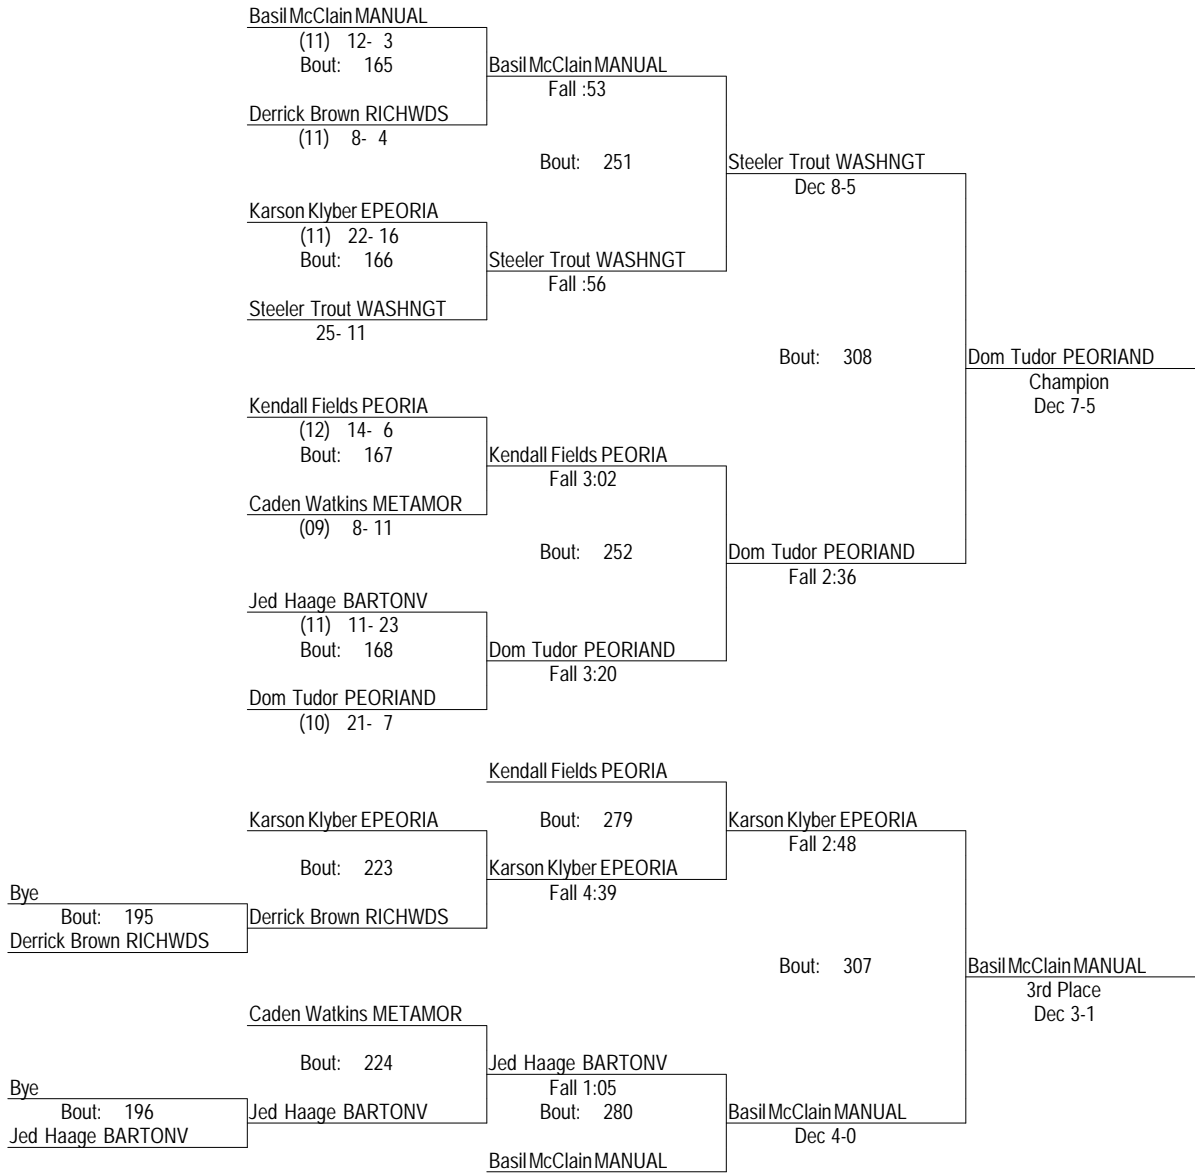 Basil McClain MANUAL
(11) 12- 3
Bout: 165
Basil McClain MANUAL
Fall :53
Derrick Brown RICHWDS
(11) 8- 4
Bout: 251
Steeler Trout WASHNGT
Dec 8-5
Karson Klyber EPEORIA
(11) 22- 16
Bout: 166
Steeler Trout WASHNGT
Fall :56
Steeler Trout WASHNGT
25- 11
Bout: 308
Dom Tudor PEORIAND
Champion
Dec 7-5
Kendall Fields PEORIA
(12) 14- 6
Bout: 167
Kendall Fields PEORIA
Fall 3:02
Caden Watkins METAMOR
(09) 8- 11
Bout: 252
Dom Tudor PEORIAND
Fall 2:36
Jed Haage BARTONV
(11) 11- 23
Bout: 168
Dom Tudor PEORIAND
Fall 3:20
Dom Tudor PEORIAND
(10) 21- 7
Kendall Fields PEORIA
Karson Klyber EPEORIA
Bout: 279
Karson Klyber EPEORIA
Fall 2:48
Bout: 223
Karson Klyber EPEORIA
Fall 4:39
Bye
Bout: 195
Derrick Brown RICHWDS
Derrick Brown RICHWDS
Bout: 307
Basil McClain MANUAL
3rd Place
Dec 3-1
Caden Watkins METAMOR
Bout: 224
Jed Haage BARTONV
Fall 1:05
Bye
Bout: 196
Jed Haage BARTONV
Jed Haage BARTONV
Bout: 280
Basil McClain MANUAL
Dec 4-0
Basil McClain MANUAL